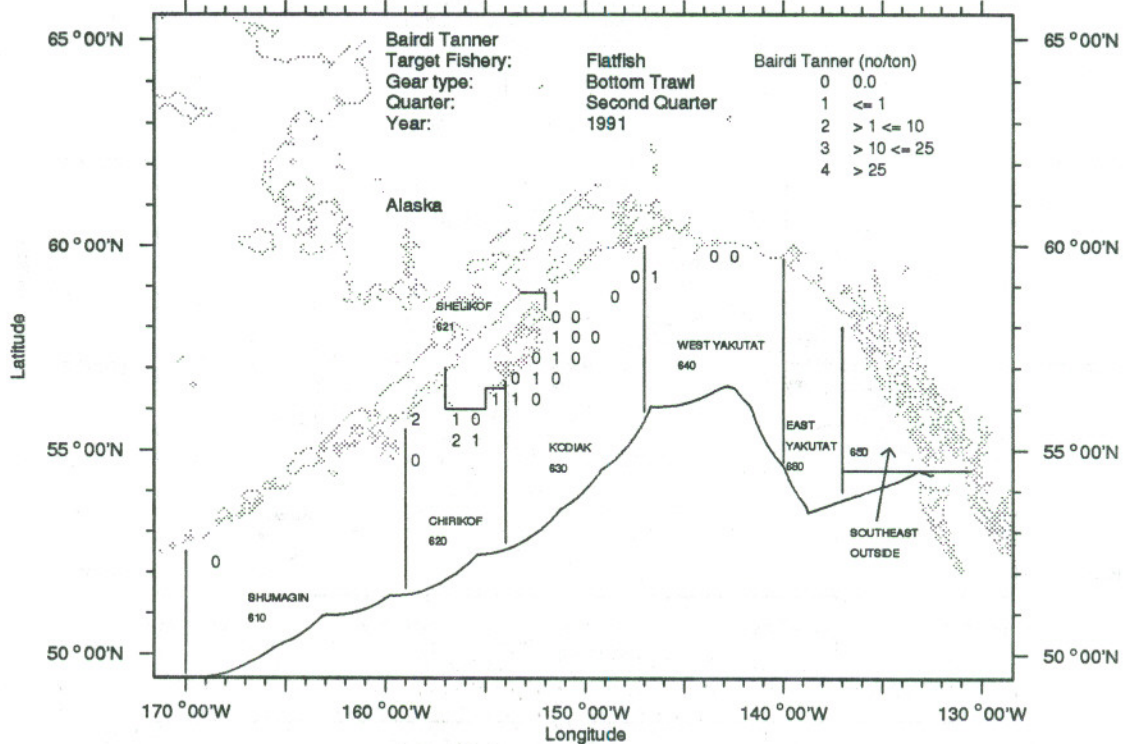 Bairdi Tanner
Target Fishery: Flatfish
Gear type: Bottom Trawl
Quarter: Second Quarter
Year: 1991
Bairdi Tanner (no/ton)
0 0.0
1 <= 1
2 > 1 <= 10
3 > 10 <= 25
4 > 25
65 °00'N
65 °00'N
Alaska
60 °00'N
60 °00'N
0 0
0 1
0
1
SHELIKOF
621
0 0
1 0 0
0 1 0
0 1 0
1 1 0
WEST YAKUTAT
640
2 1 0
2 1
0
55 °00'N
55 °00'N
KODIAK
630
EAST
YAKUTAT
680
650
CHIRIKOF
620
SOUTHEAST
OUTSIDE
0
SHUMAGIN
610
50 °00'N
50 °00'N
Latitude
170 °00'W 160 °00'W 150 °00'W 140 °00'W 130 °00'W
Longitude